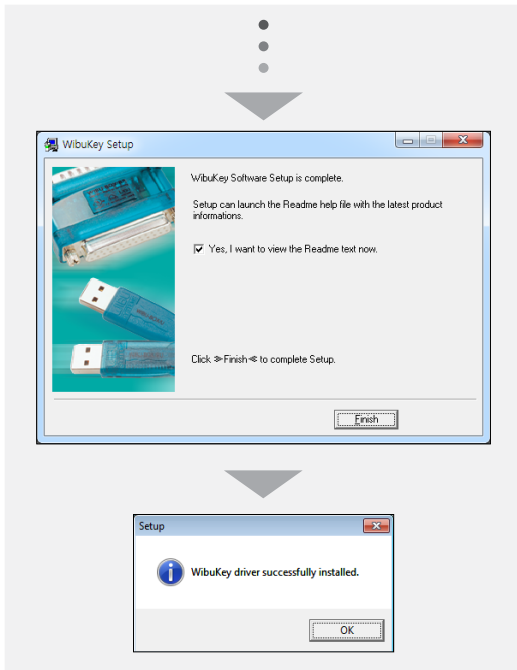 WibuKey Setup
WibuKey Software Setup is complete.
Setup can launch the Readme help file with the latest product
informations.
Yes, I want to view the Readme text now.
Click ≫Finish≪ to complete Setup.
Finish
Setup
WibuKey driver successfully installed.
OK